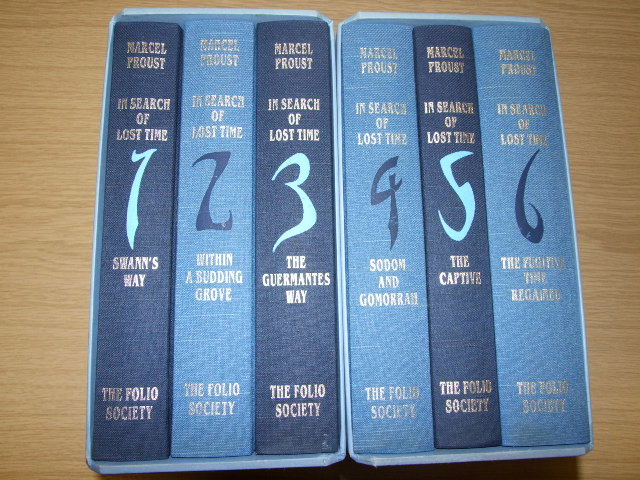 MARCEL
PROUST
IN SEARCH
OF
LOST TIME
1
SWANN'S
WAY
THE FOLIO
SOCIETY
MARCEL
PROUST
IN SEARCH
OF
LOST TIME
2
WITHIN
A BUDDING
GROVE
THE FOLIO
SOCIETY
MARCEL
PROUST
IN SEARCH
OF
LOST TIME
3
THE
GUERMANTES
WAY
THE FOLIO
SOCIETY
MARCEL
PROUST
IN SEARCH
OF
LOST TIME
4
SODOM
AND
GOMORRAH
THE FOLIO
SOCIETY
MARCEL
PROUST
IN SEARCH
OF
LOST TIME
5
THE
CAPTIVE
THE FOLIO
SOCIETY
MARCEL
PROUST
IN SEARCH
OF
LOST TIME
6
THE FUGITIVE
TIME
REGAINED
THE FOLIO
SOCIETY